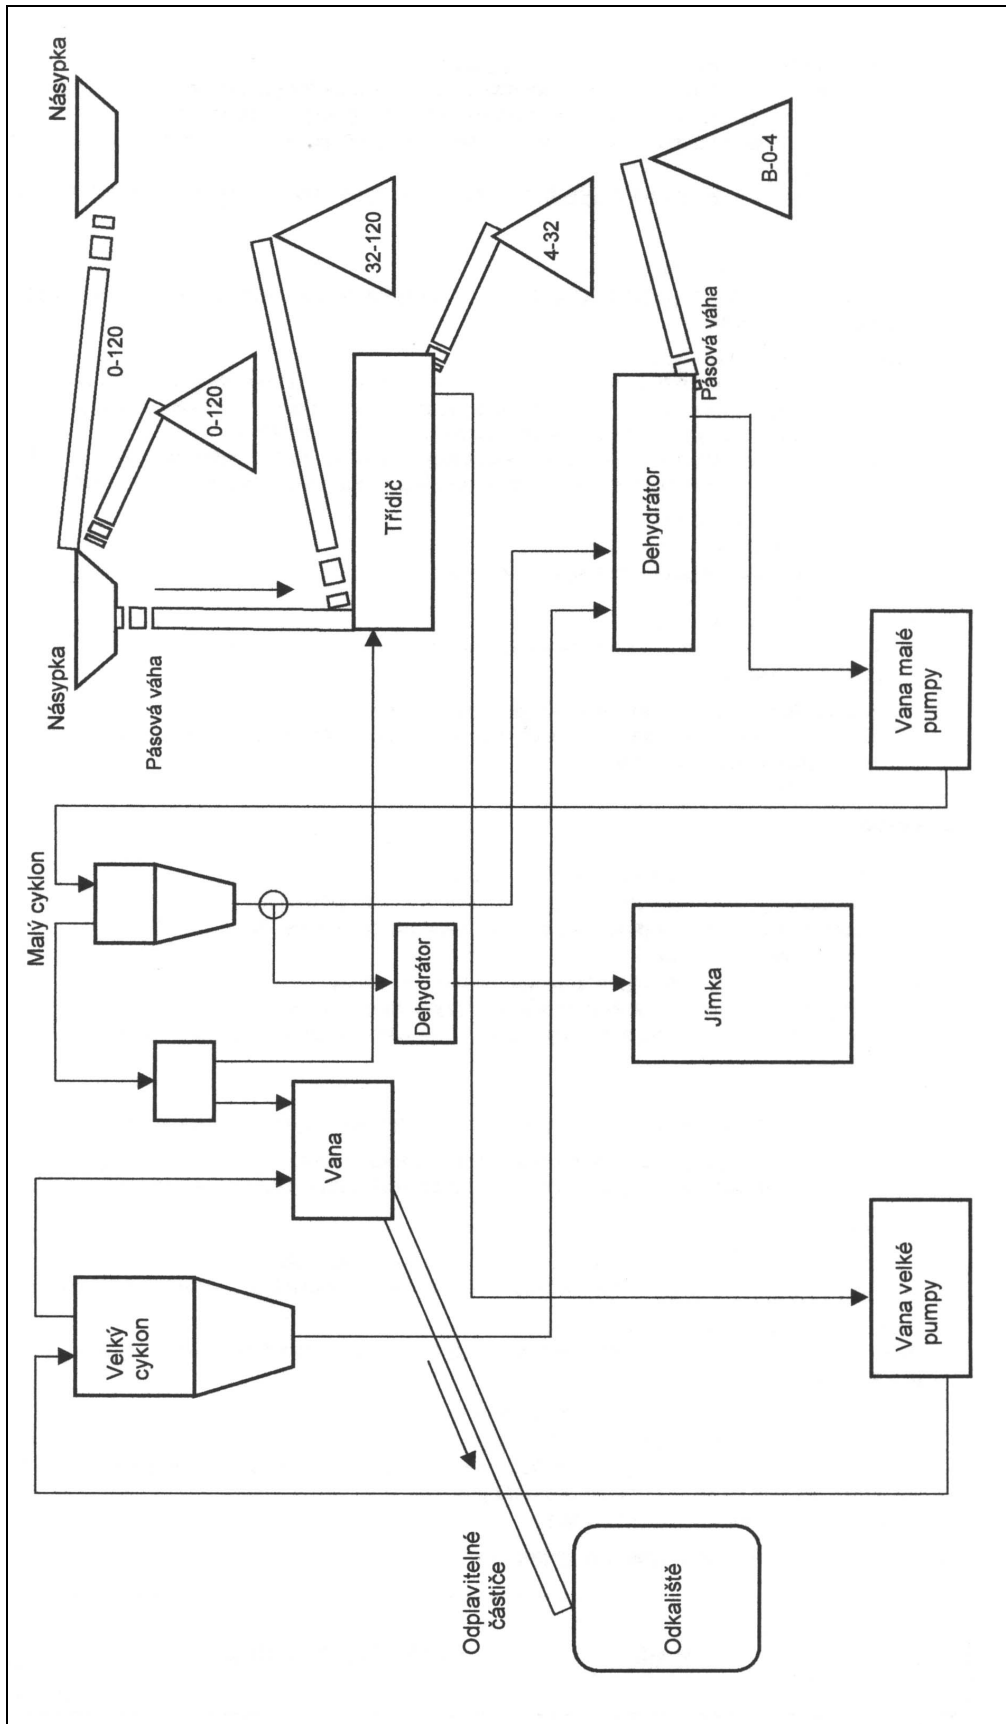 Malý cyklon
Násypka
Násypka
Velký
cyklon
0-120
Pásová váha
0-120
Vana
32-120
Třídič
Dehydrátor
Odplavitelné
částiče
4-32
Dehydrátor
Odkaliště
Jímka
Pásová váha
B-0-4
Vana velké
pumpy
Vana malé
pumpy